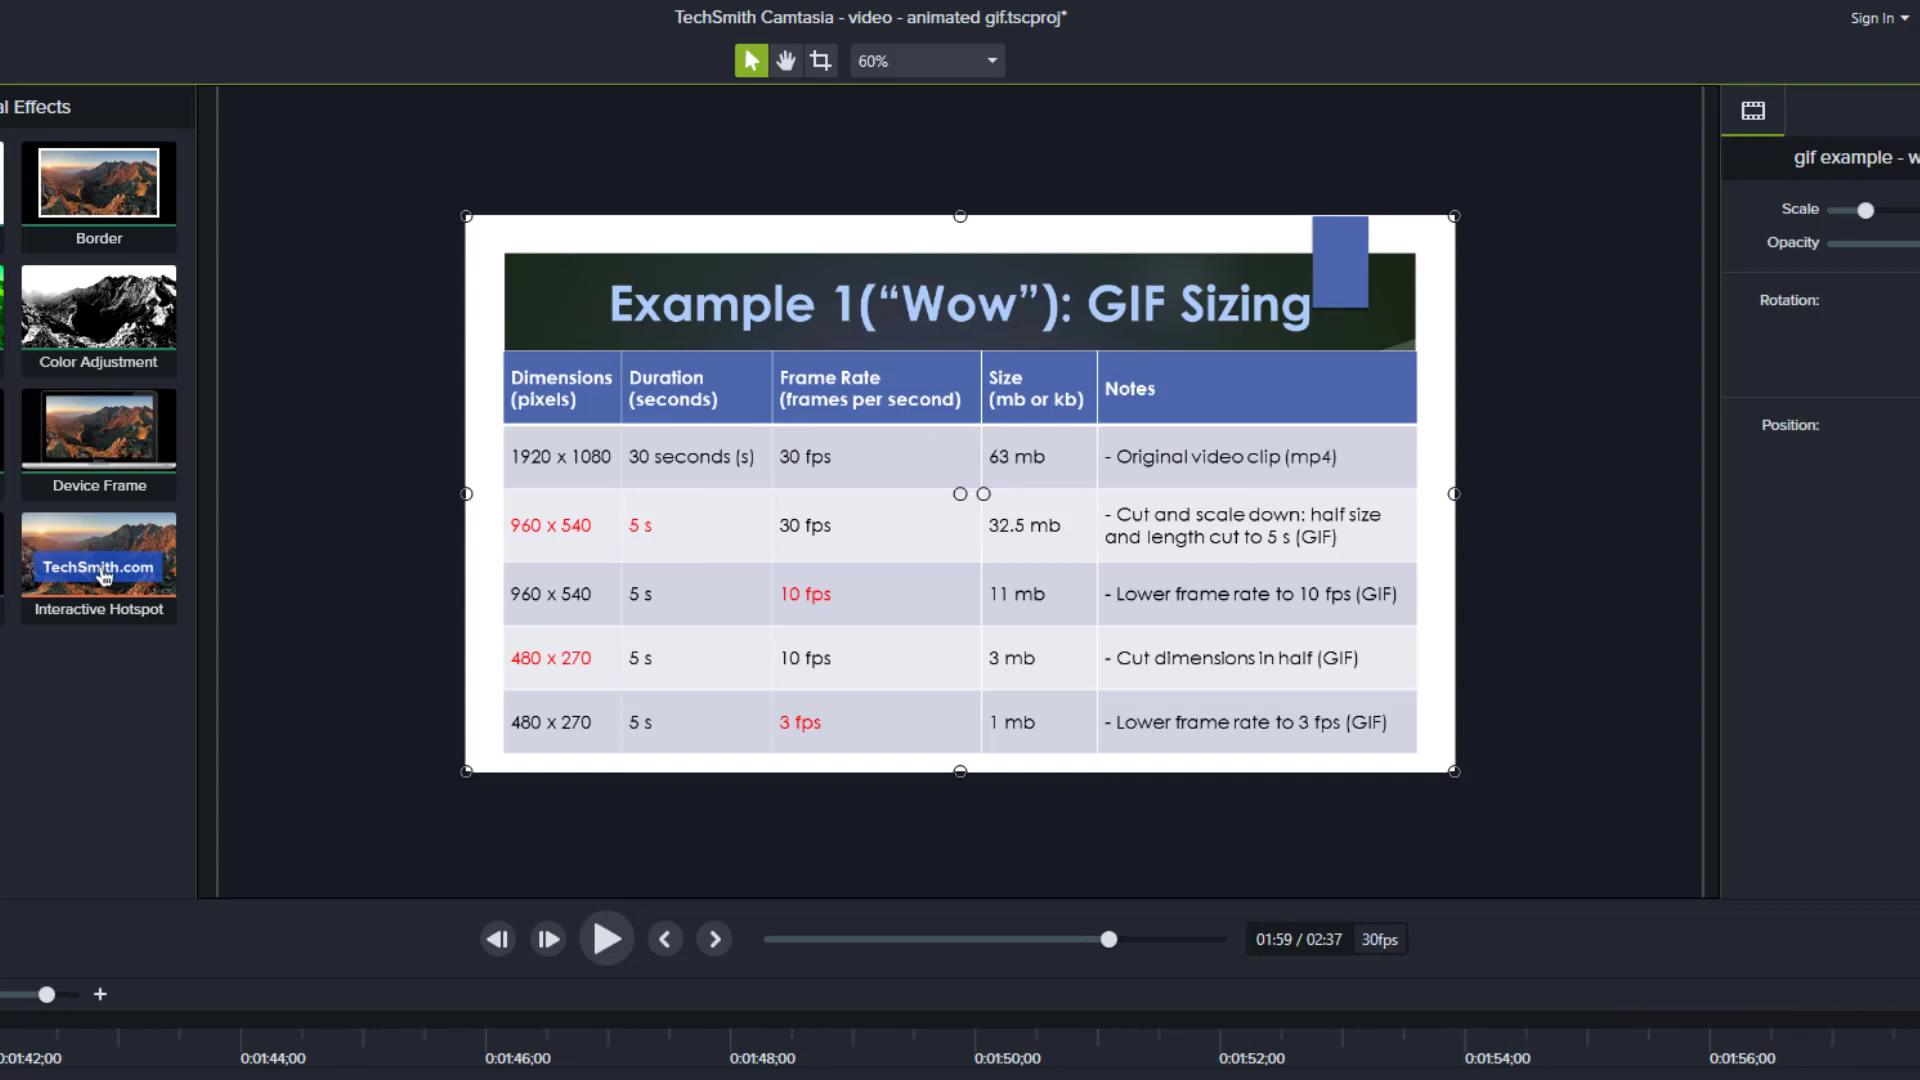 TechSmith Camtasia - video - animated gif.tscproj*
Sign In
60%
al Effects
Border
Color Adjustment
Device Frame
TechSmith.com
Interactive Hotspot
Example 1(“Wow”): GIF Sizing
Dimensions (pixels)
Duration (seconds)
Frame Rate (frames per second)
Size (mb or kb)
Notes
1920 x 1080
30 seconds (s)
30 fps
63 mb
- Original video clip (mp4)
960 x 540
5 s
30 fps
32.5 mb
- Cut and scale down: half size
and length cut to 5 s (GIF)
960 x 540
5 s
10 fps
11 mb
- Lower frame rate to 10 fps (GIF)
480 x 270
5 s
10 fps
3 mb
- Cut dimensions in half (GIF)
480 x 270
5 s
3 fps
1 mb
- Lower frame rate to 3 fps (GIF)
gif example - w
Scale
Opacity
Rotation:
Position:
01:59 / 02:37
30fps
0:01:42;00
0:01:44;00
0:01:46;00
0:01:48;00
0:01:50;00
0:01:52;00
0:01:54;00
0:01:56;00